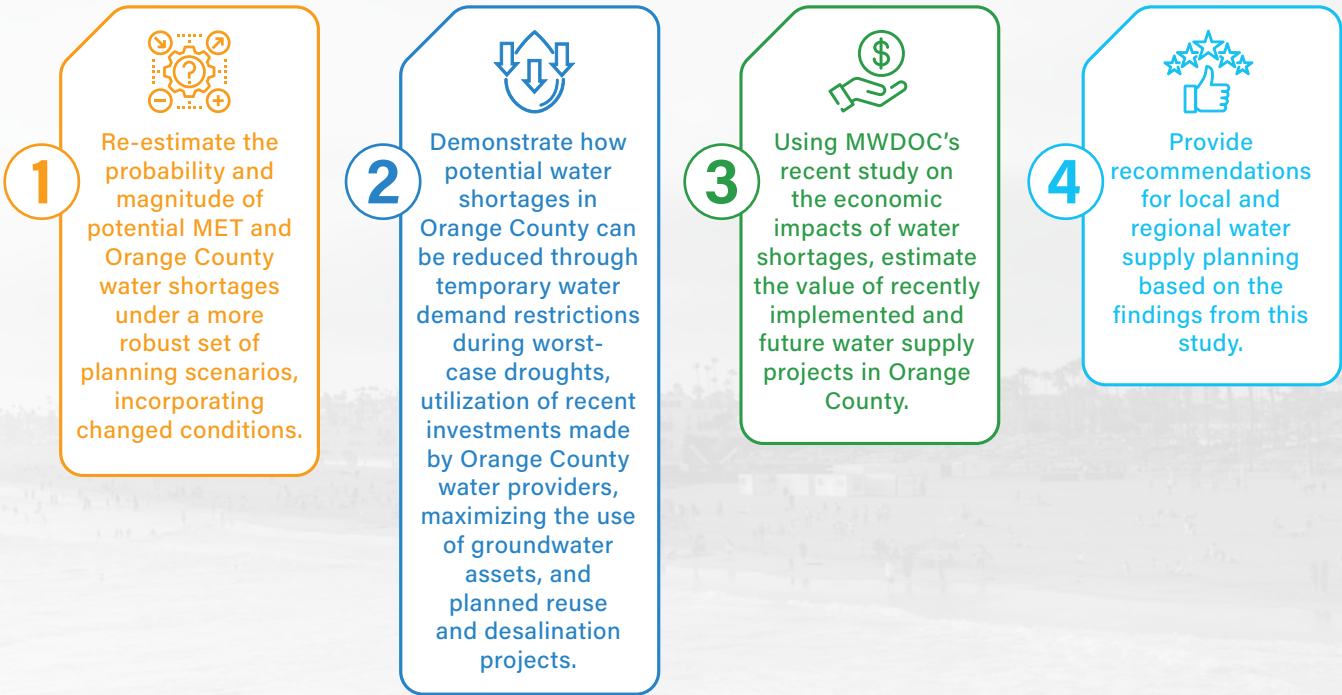 1
Re-estimate the
probability and
magnitude of
potential MET and
Orange County
water shortages
under a more
robust set of
planning scenarios,
incorporating
changed conditions.
2
Demonstrate how
potential water
shortages in
Orange County can
be reduced through
temporary water
demand restrictions
during worst-
case droughts,
utilization of recent
investments made
by Orange County
water providers,
maximizing the use
of groundwater
assets, and
planned reuse
and desalination
projects.
3
$
Using MWDOC's
recent study on
the economic
impacts of water
shortages, estimate
the value of recently
implemented and
future water supply
projects in Orange
County.
4
Provide
recommendations
for local and
regional water
supply planning
based on the
findings from this
study.